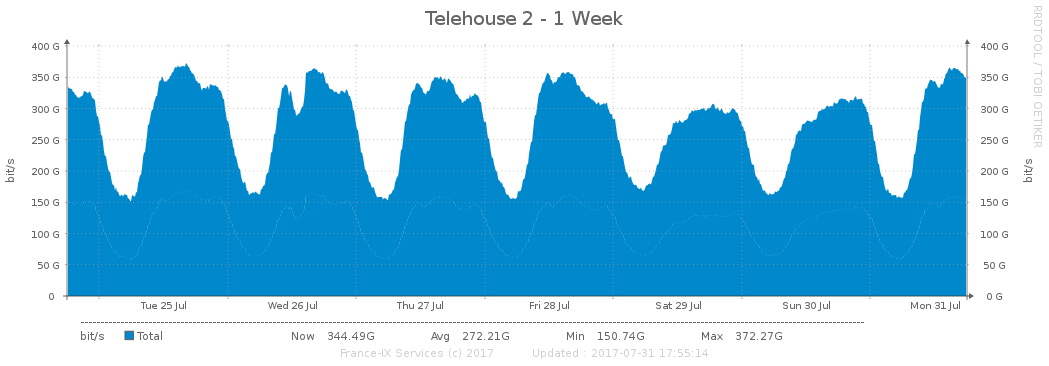 Telehouse 2 - 1 Week
RRDTOOL / TOBI OETIKER
400 G 400 G
350 G 350 G
300 G 300 G
250 G 250 G
200 G 200 G
150 G 150 G
100 G 100 G
50 G 50 G
0 0 G
bit/s bit/s
Tue 25 Jul Wed 26 Jul Thu 27 Jul Fri 28 Jul Sat 29 Jul Sun 30 Jul Mon 31 Jul
bit/s Total Now 344.49G Avg 272.21G Min 150.74G Max 372.27G
France-IX Services (c) 2017 Updated : 2017-07-31 17:55:14